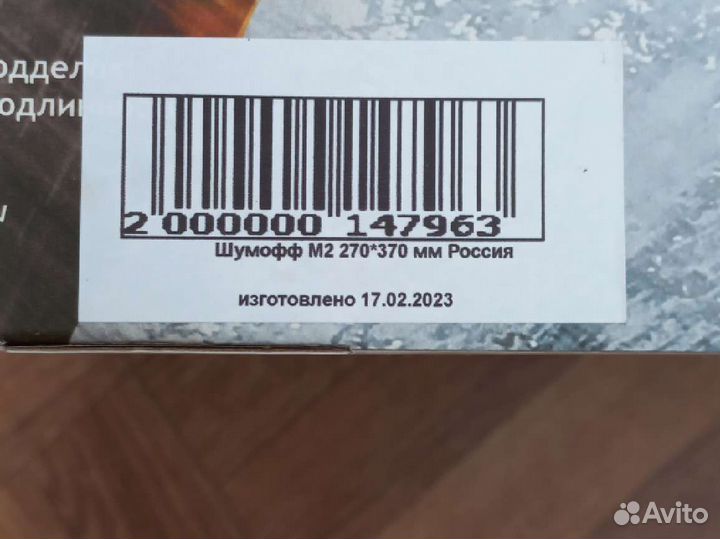 2 000000 147963
Шумофф М2 270*370 мм Россия
изготовлено 17.02.2023
Avito